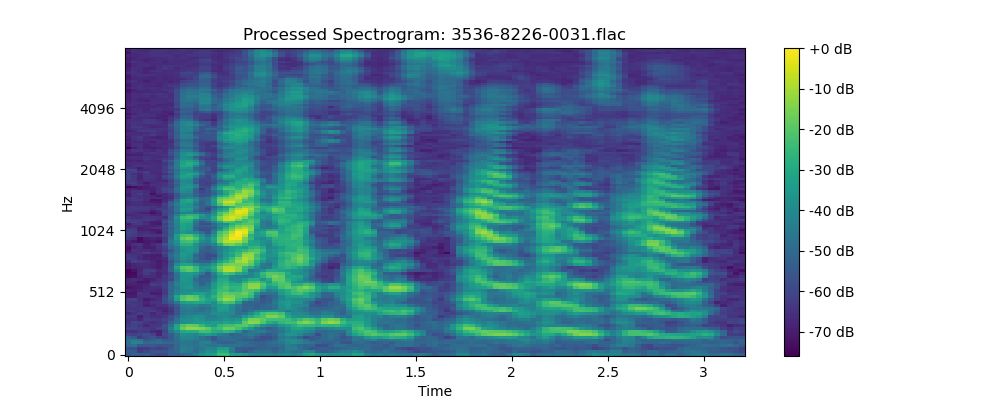 Processed Spectrogram: 3536-8226-0031.flac
+0 dB
-10 dB
-20 dB
-30 dB
-40 dB
-50 dB
-60 dB
-70 dB
Hz
4096
2048
1024
512
0
0 0.5 1 1.5 2 2.5 3
Time